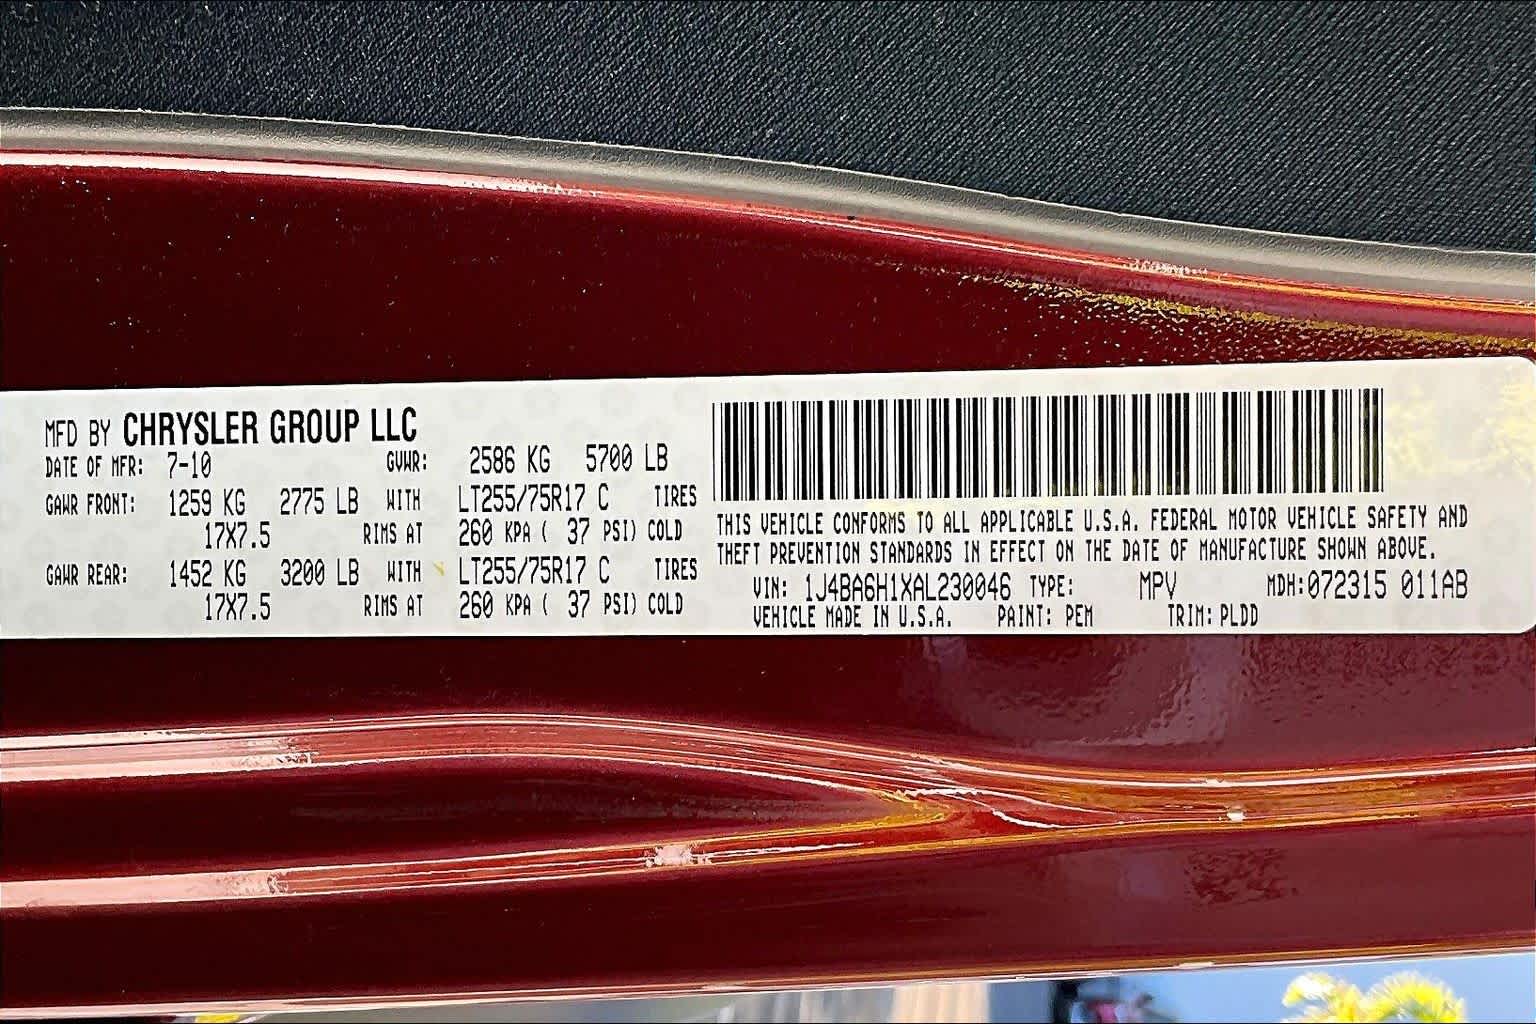 MFD BY CHRYSLER GROUP LLC
DATE OF MFR: 7-10 GVWR: 2586 KG 5700 LB
GAWR FRONT: 1259 KG 2775 LB WITH LT255/75R17 C TIRES
17X7.5 RIMS AT 260 KPA ( 37 PSI) COLD
GAWR REAR: 1452 KG 3200 LB WITH LT255/75R17 C TIRES
17X7.5 RIMS AT 260 KPA ( 37 PSI) COLD
THIS VEHICLE CONFORMS TO ALL APPLICABLE U.S.A. FEDERAL MOTOR VEHICLE SAFETY AND
THEFT PREVENTION STANDARDS IN EFFECT ON THE DATE OF MANUFACTURE SHOWN ABOVE.
VIN: 1J4BA6H1XAL230046 TYPE: MPV MDH:072315 011AB
VEHICLE MADE IN U.S.A. PAINT: PEM TRIM: PLDD